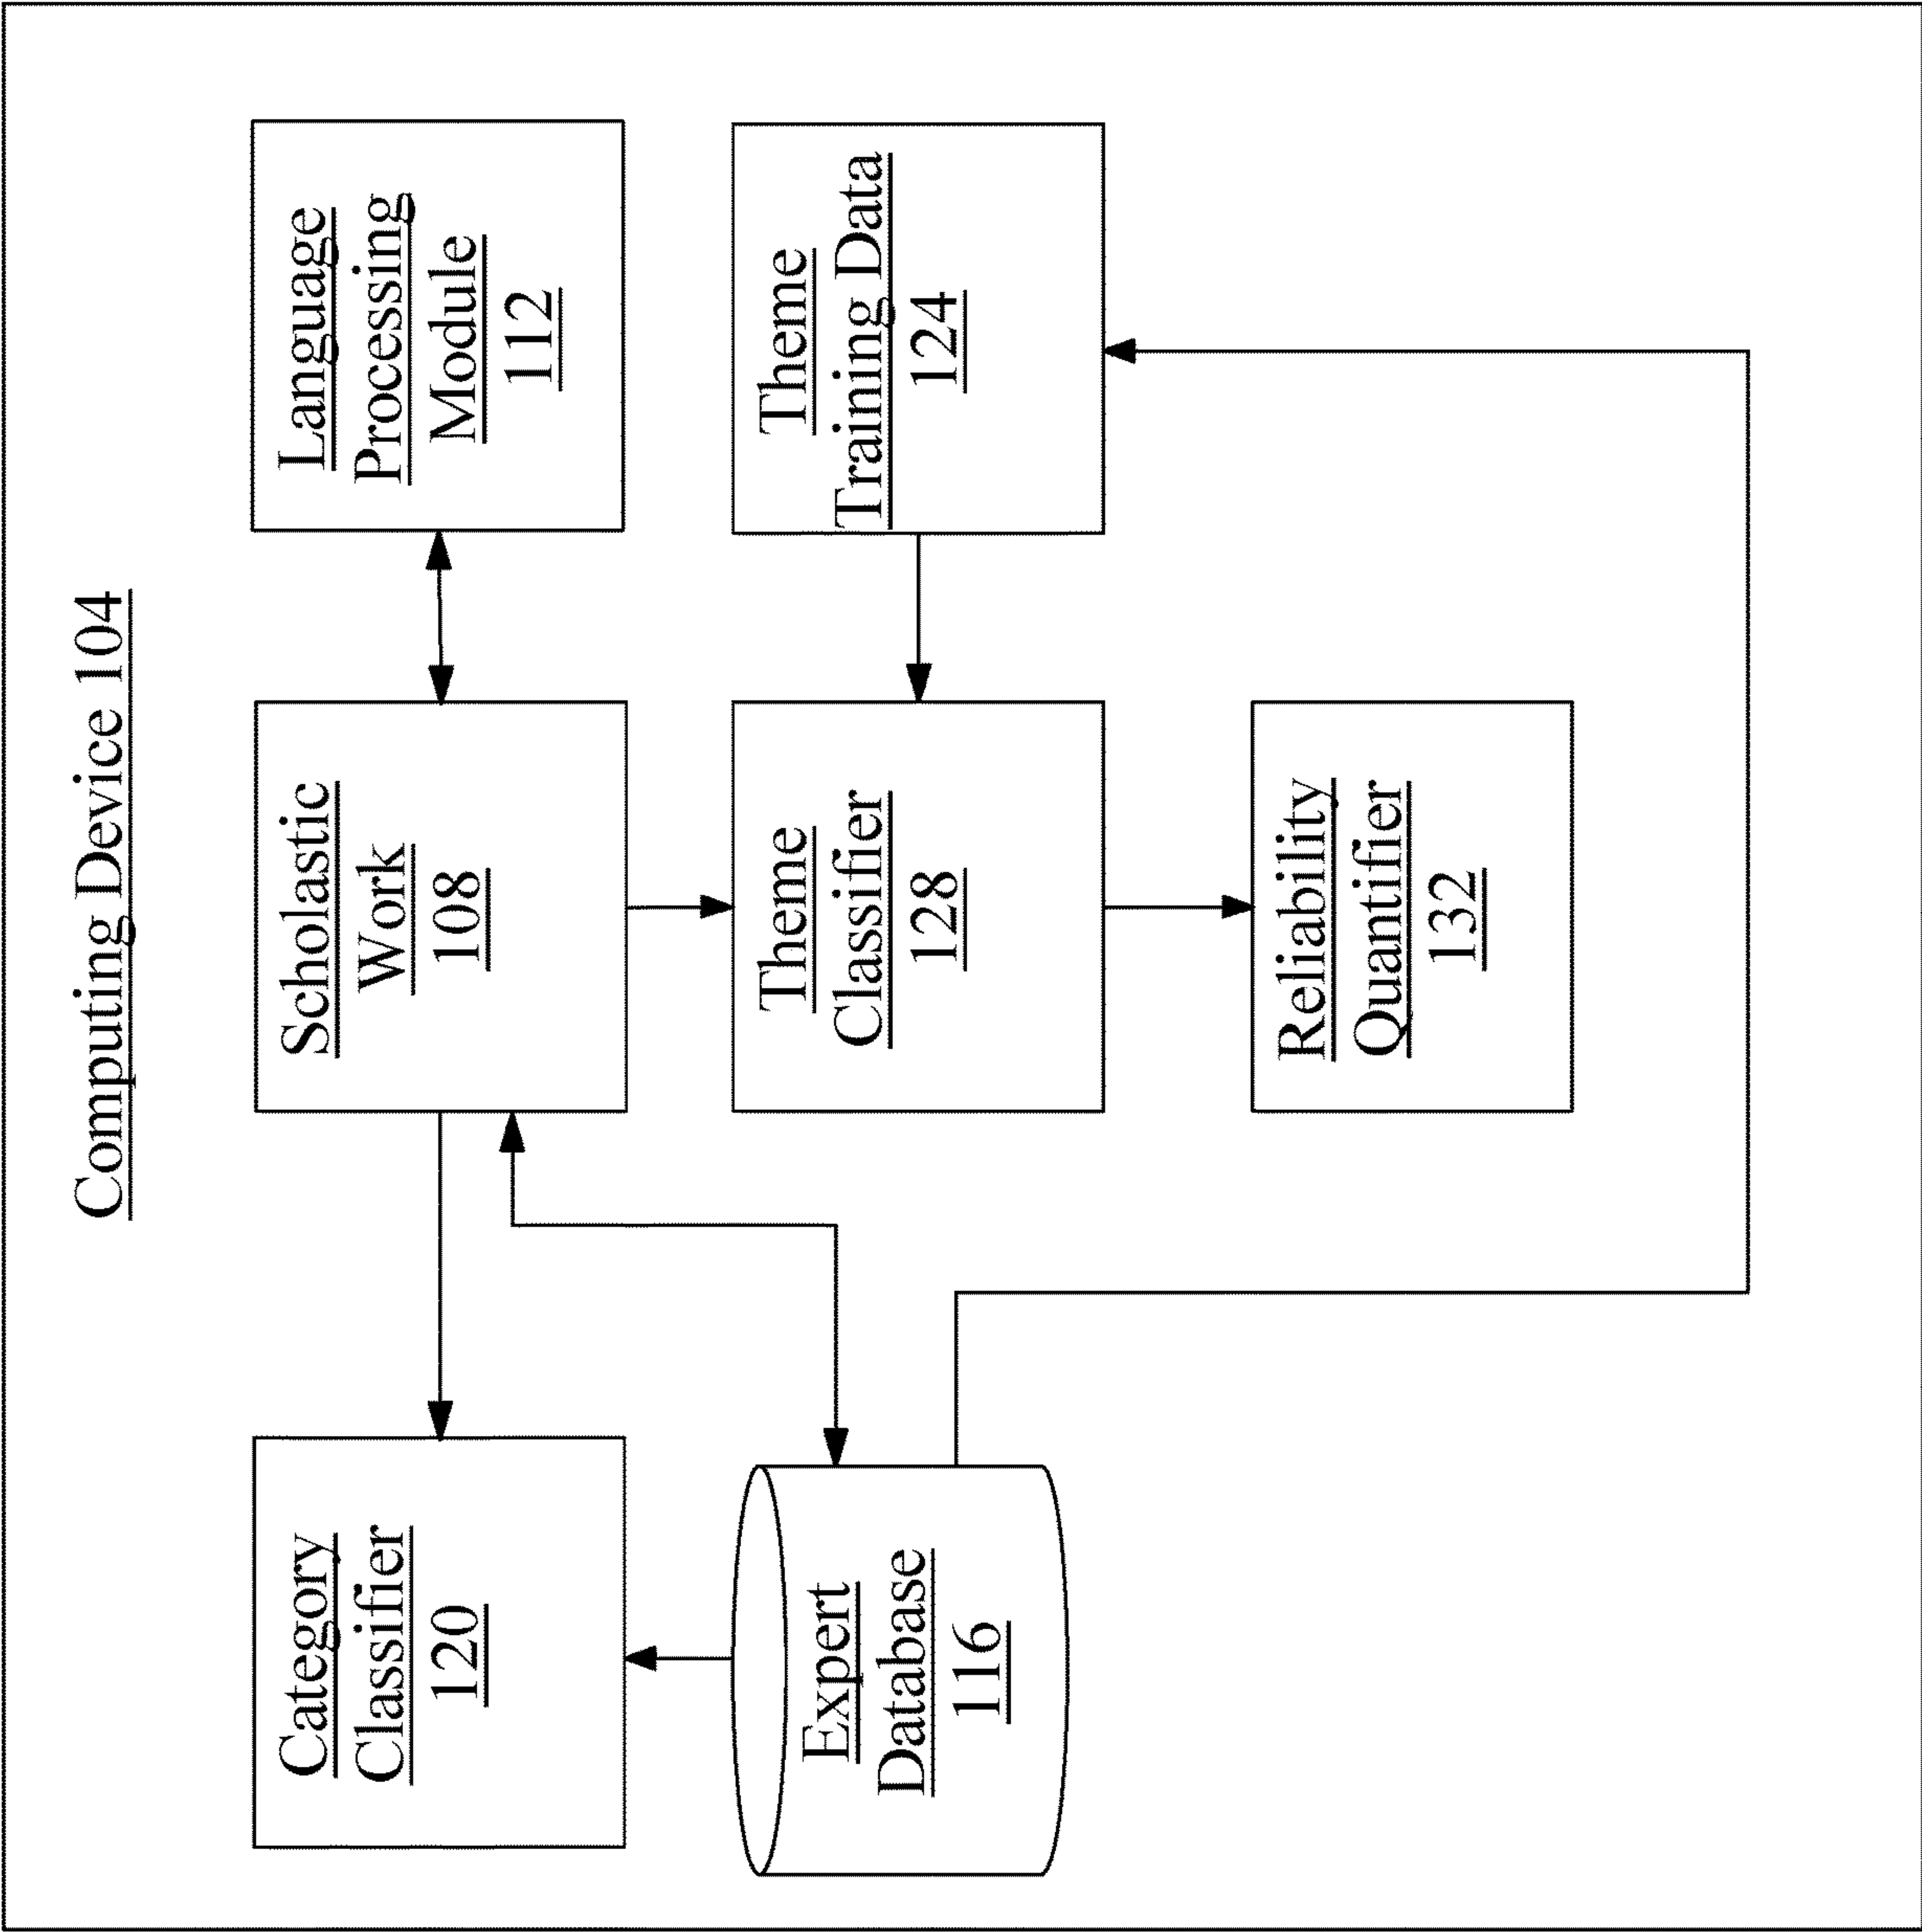 Computing Device 104
Category
Classifier
120
Scholastic
Work
108
Language
Processing
Module
112
Expert
Database
116
Theme
Classifier
128
Theme
Training Data
124
Reliability
Quantifier
132